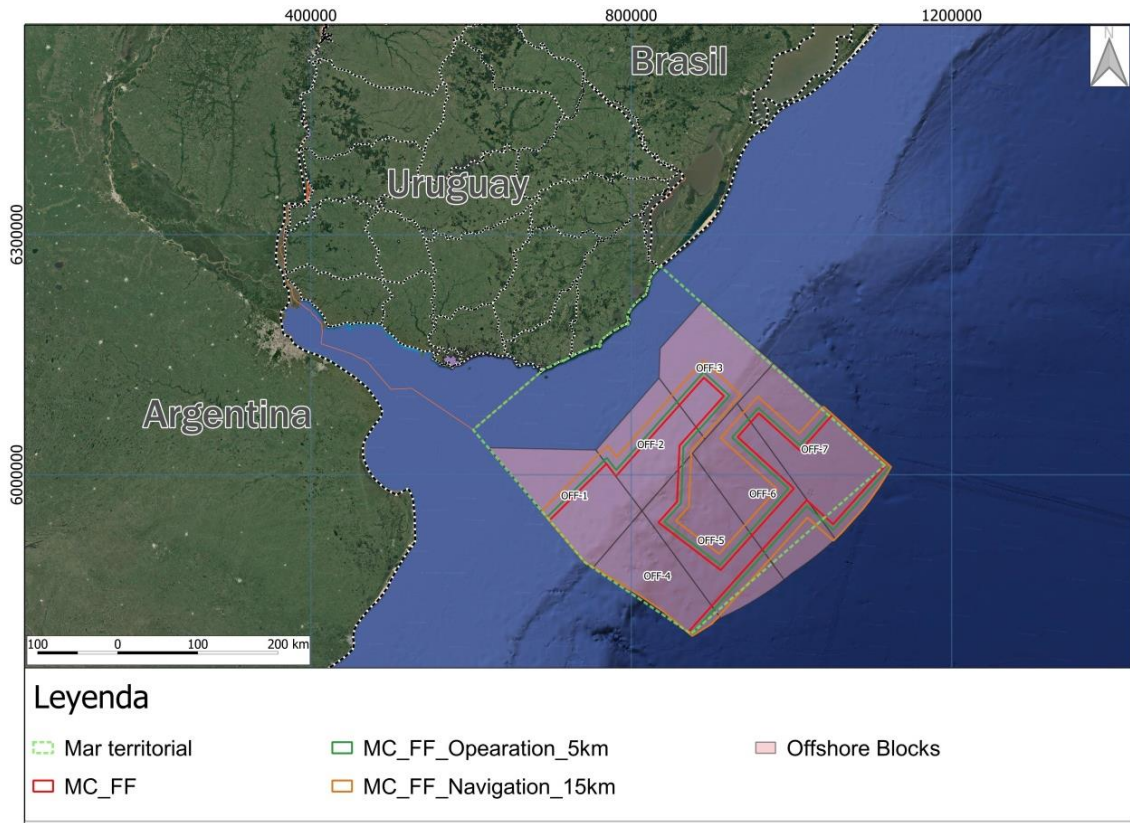 400000 800000 1200000
N
Brasil
Uruguay
6300000
Argentina
OFF-3
OFF-2
OFF-7
6000000
OFF-1
OFF-6
OFF-5
OFF-4
100 0 100 200 km
Leyenda
Mar territorial
MC_FF_Opearation_5km
Offshore Blocks
MC_FF
MC_FF_Navigation_15km